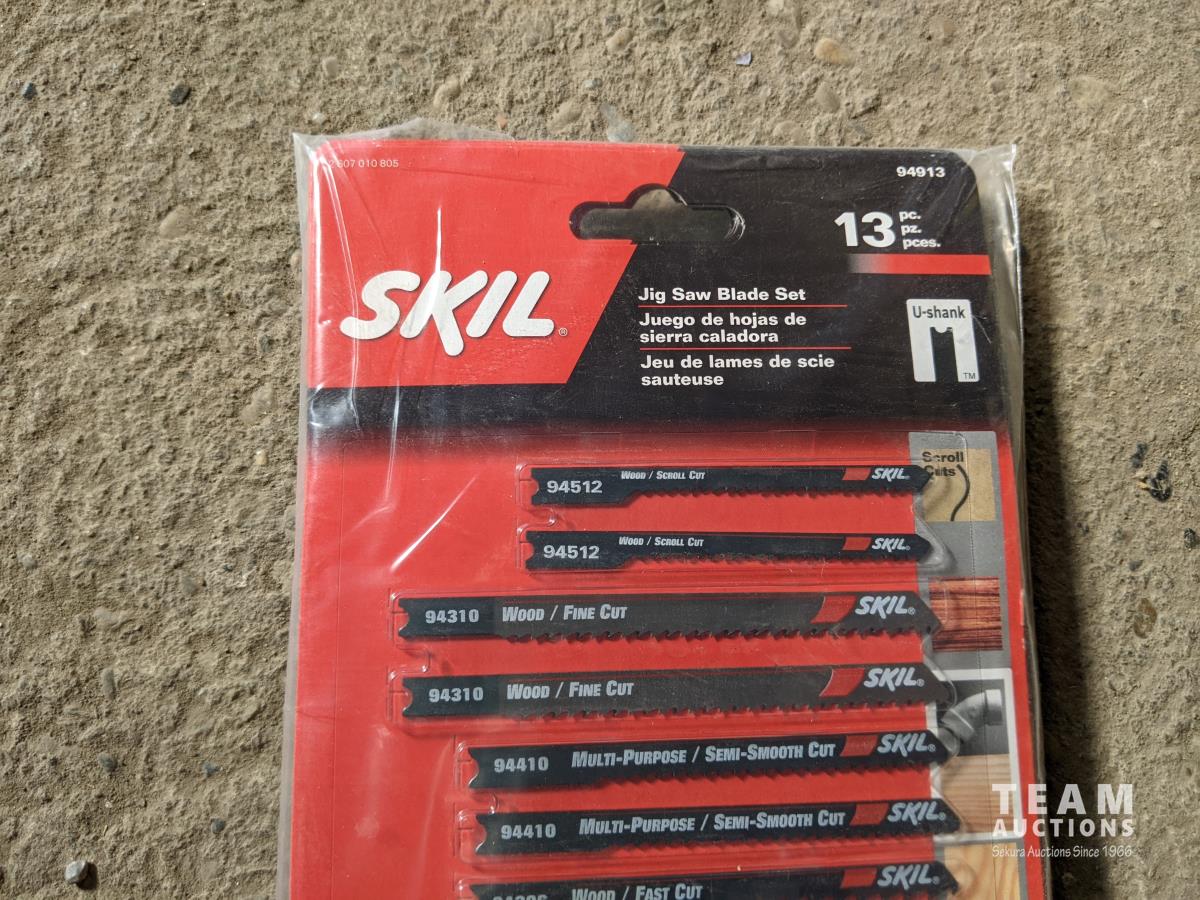 2 607 010 805
94913
13 pc.
pz.
pces.
SKIL®
Jig Saw Blade Set
Juego de hojas de
sierra caladora
Jeu de lames de scie
sauteuse
U-shank
TM
Scroll
Cuts
94512 Wood / Scroll Cut SKIL®
94512 Wood / Scroll Cut SKIL®
94310 Wood / Fine Cut SKIL®
94310 Wood / Fine Cut SKIL®
94410 Multi-Purpose / Semi-Smooth Cut SKIL®
94410 Multi-Purpose / Semi-Smooth Cut SKIL®
Wood / Fast Cut SKIL®
TEAM
AUCTIONS
Sekura Auctions Since 1966